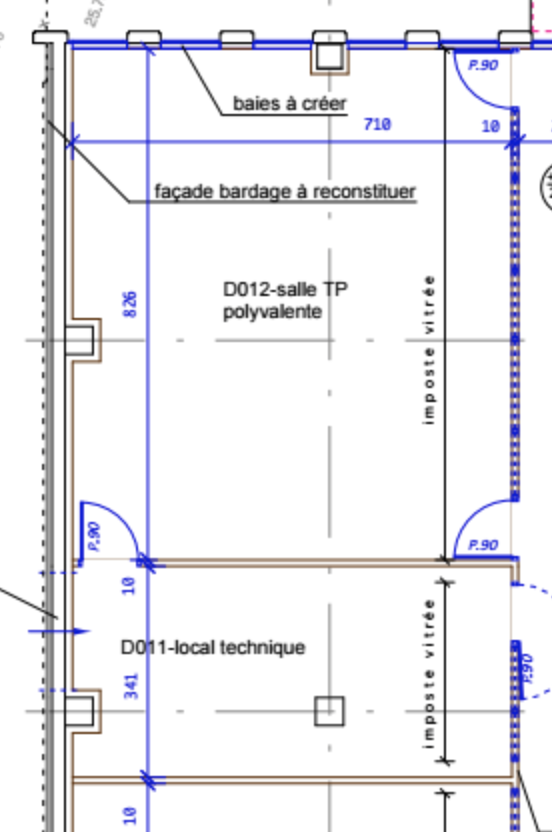 25.7
P.90
baies à créer
710
10
façade bardage à reconstituer
D012-salle TP
polyvalente
826
imposte vitrée
P.90
P.90
10
D011-local technique
imposte vitrée
P.90
341
10